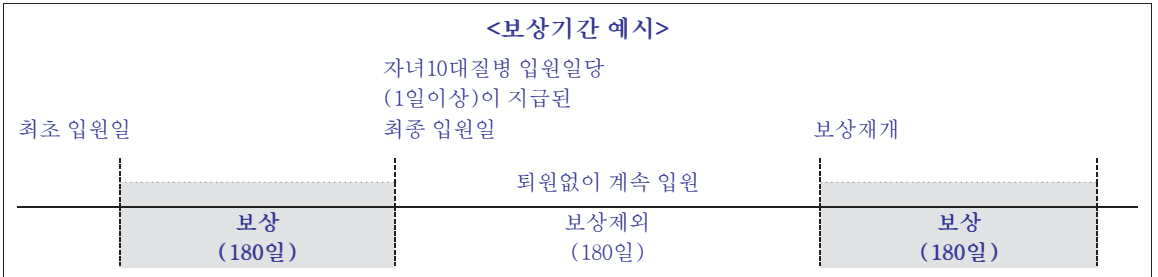 <보상기간 예시>
자녀10대질병 입원일당
(1일이상)이 지급된
최초 입원일
최종 입원일
보상재개
퇴원없이 계속 입원
보상
(180일)
보상제외
(180일)
보상
(180일)